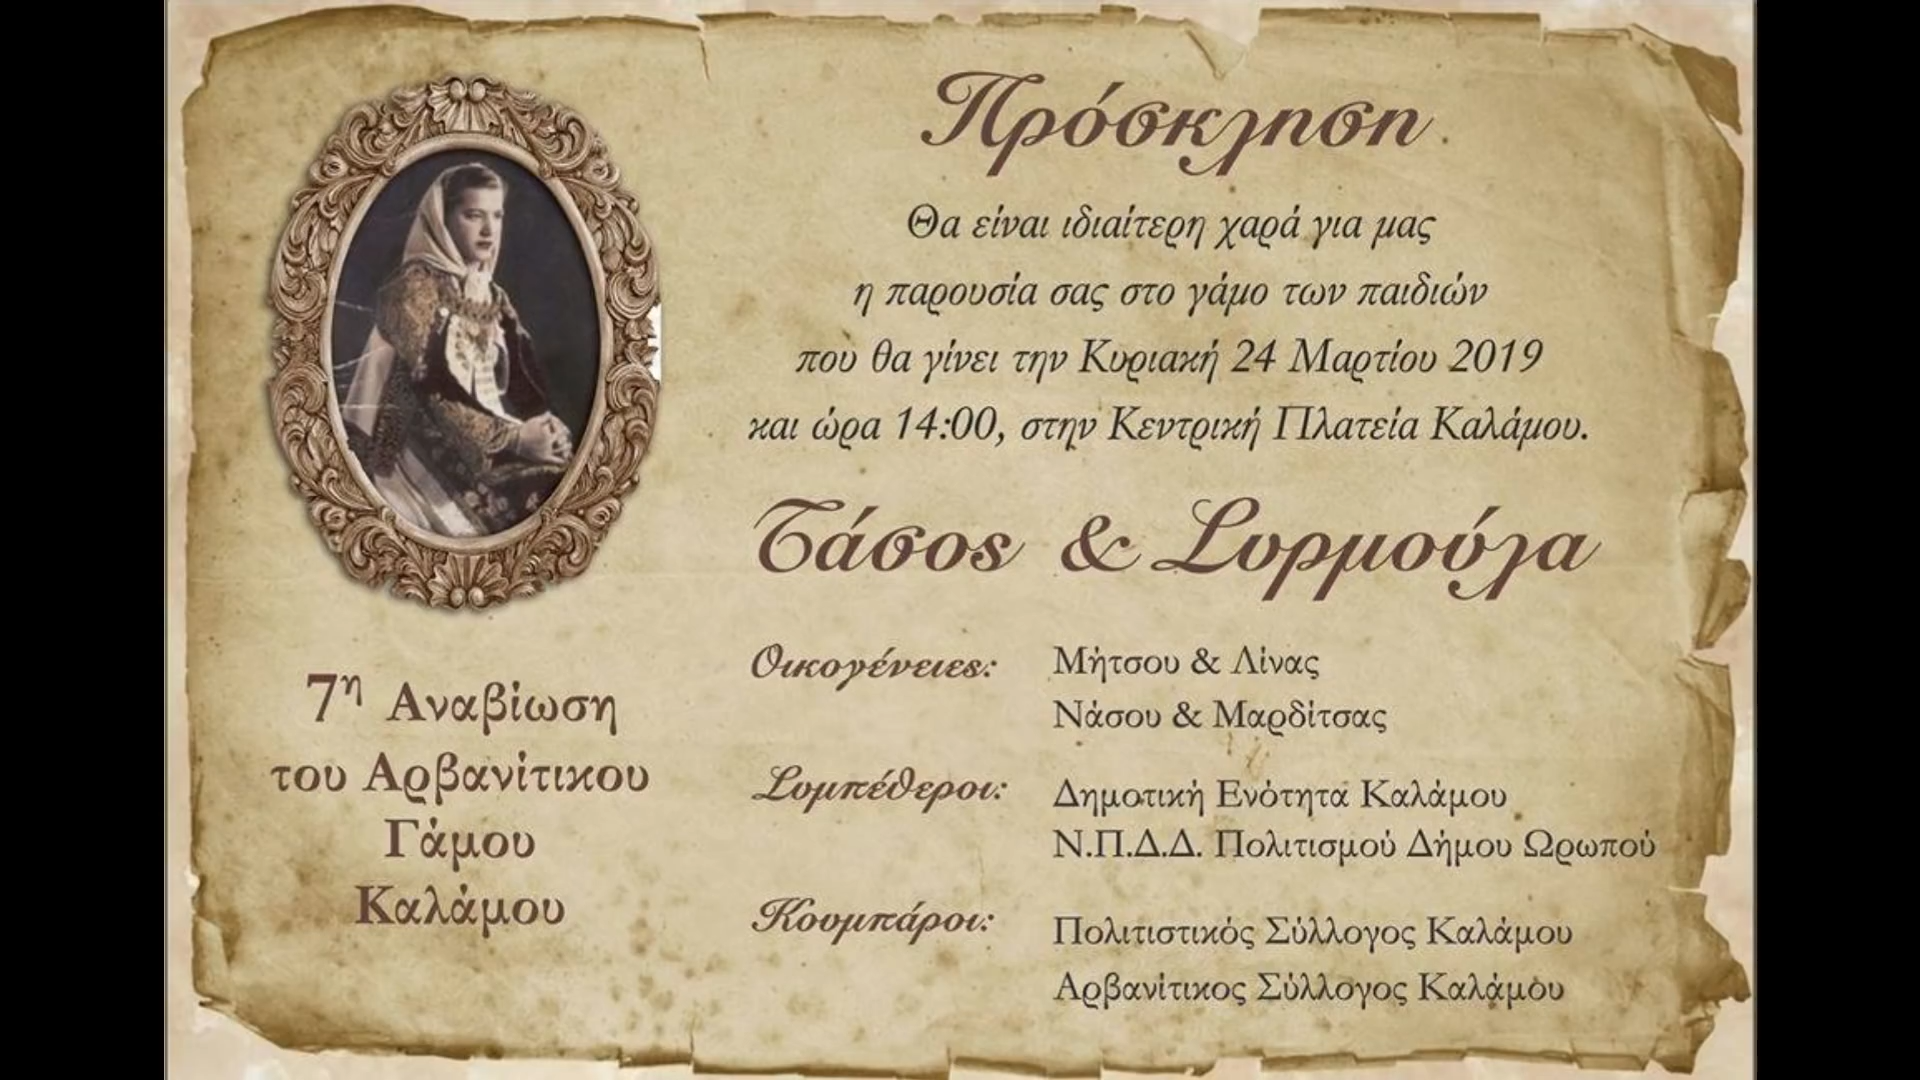 Πρόσκληση
Θα είναι ιδιαίτερη χαρά για μας
η παρουσία σας στο γάμο των παιδιών
που θα γίνει την Κυριακή 24 Μαρτίου 2019
και ώρα 14:00, στην Κεντρική Πλατεία Καλάμου.
Τάσος & Συρμούλα
7η Αναβίωση
του Αρβανίτικου
Γάμου
Καλάμου
Οικογένειες: Μήτσου & Λίνας
Νάσου & Μαρδίτσας
Συμπέθεροι: Δημοτική Ενότητα Καλάμου
Ν.Π.Δ.Δ. Πολιτισμού Δήμου Ωρωπού
Κουμπάροι: Πολιτιστικός Σύλλογος Καλάμου
Αρβανίτικος Σύλλογος Καλάμου